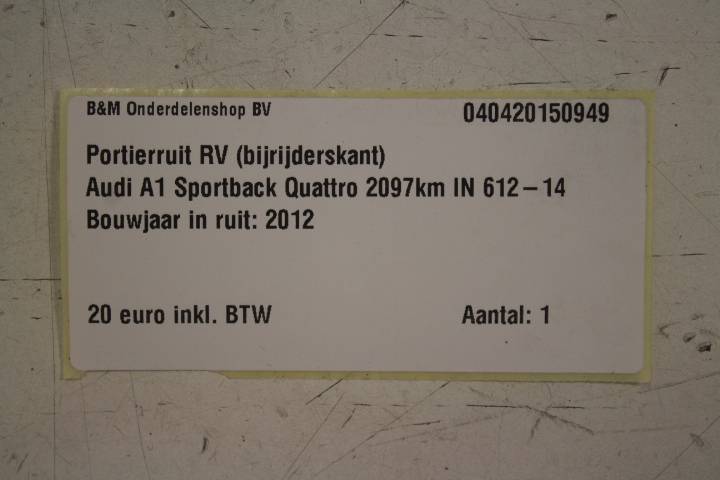 B&M Onderdelenshop BV 040420150949
Portierruit RV (bijrijderskant)
Audi A1 Sportback Quattro 2097km IN 612-14
Bouwjaar in ruit: 2012
20 euro inkl. BTW Aantal: 1